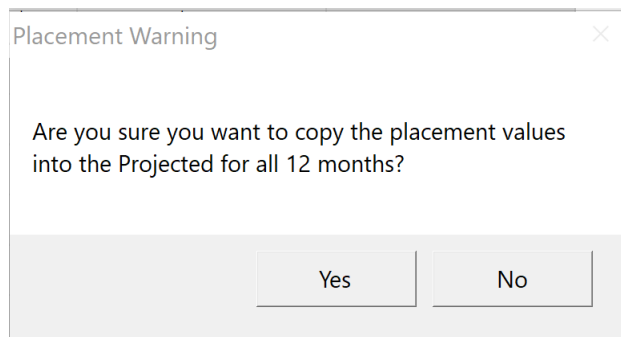 Placement Warning
Are you sure you want to copy the placement values
into the Projected for all 12 months?
Yes No